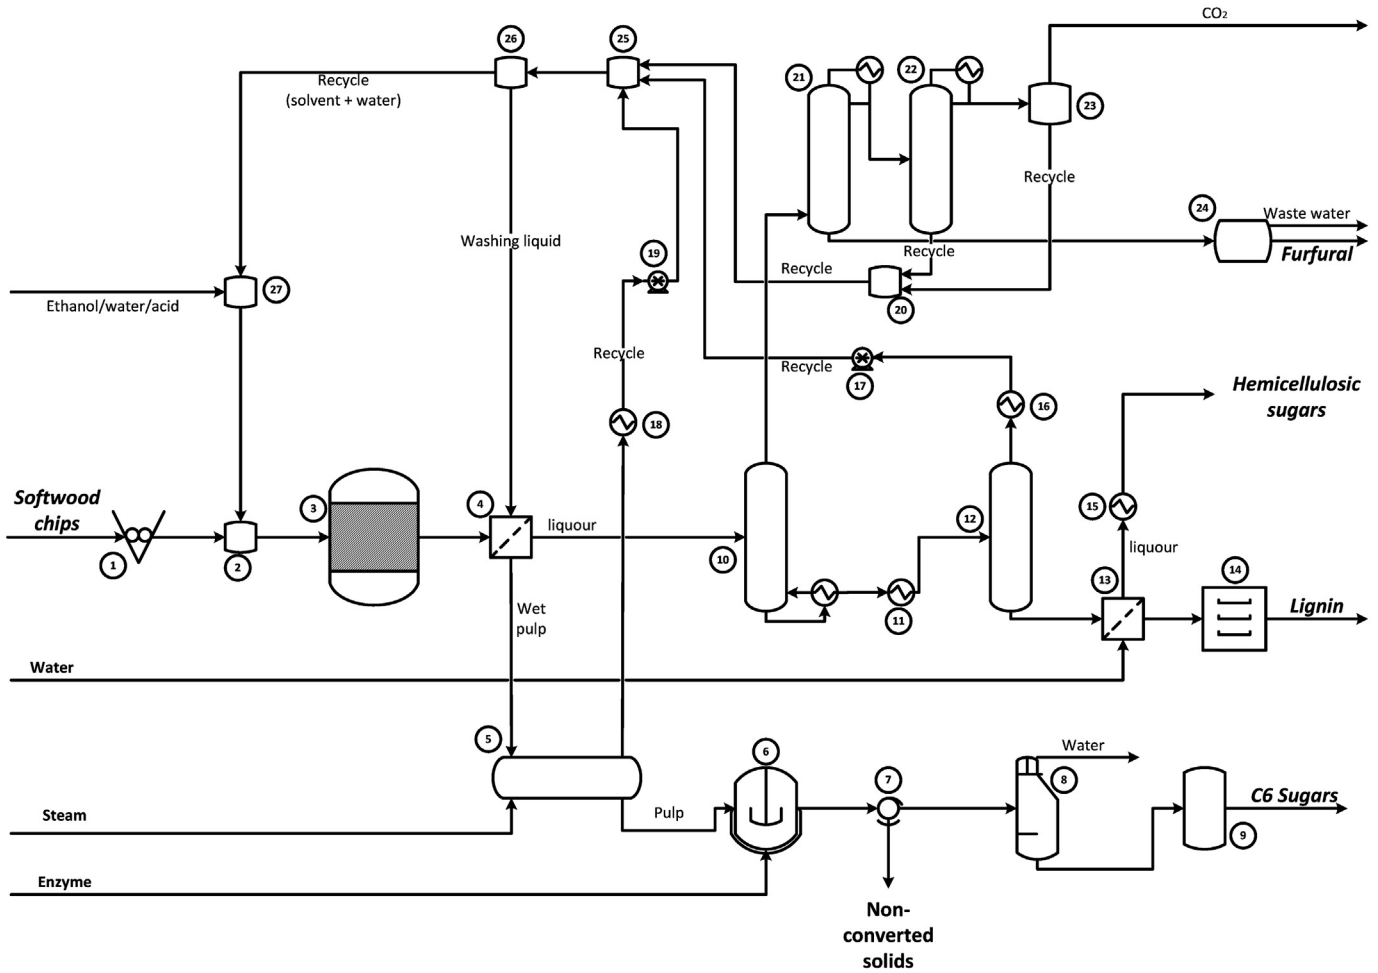 CO₂
26
25
21
22
23
Recycle
(solvent + water)
Recycle
24
Waste water
Furfural
Washing liquid
19
Recycle
Recycle
20
27
Ethanol/water/acid
Recycle
Recycle
17
16
Hemicellulosic
sugars
18
Softwood
chips
1
2
3
4
liquour
10
12
15
liquour
13
14
Lignin
11
Wet
pulp
Water
5
6
7
8
Water
9
C6 Sugars
Pulp
Steam
Enzyme
Non-
converted
solids